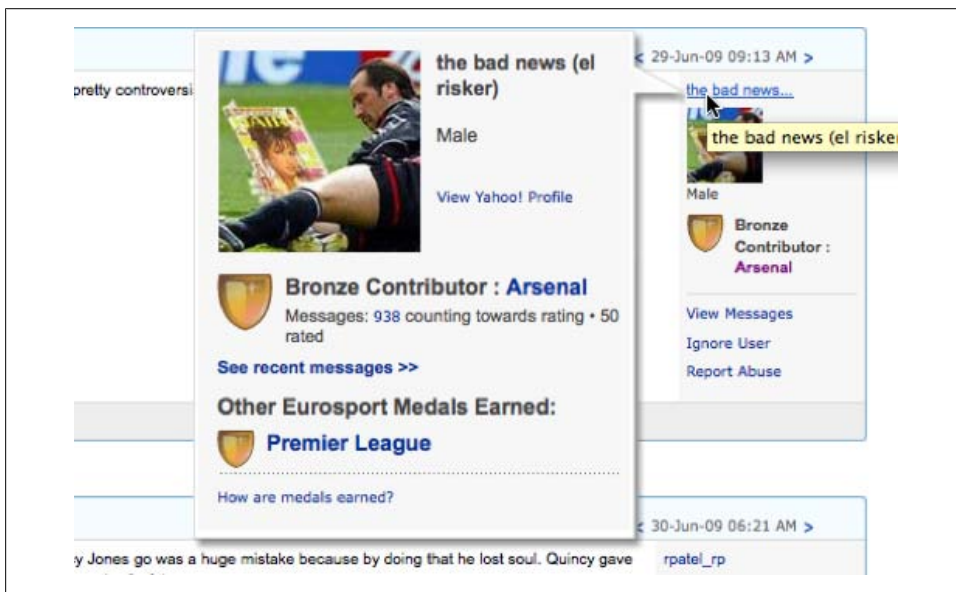 29-Jun-09 09:13 AM >
pretty controversi
the bad news (el
risker)
Male
View Yahoo! Profile
Bronze Contributor : Arsenal
Messages: 938 counting towards rating • 50
rated
See recent messages >>
Other Eurosport Medals Earned:
Premier League
How are medals earned?
the bad news...
the bad news (el riske
Male
Bronze
Contributor :
Arsenal
View Messages
Ignore User
Report Abuse
< 30-Jun-09 06:21 AM >
y Jones go was a huge mistake because by doing that he lost soul. Quincy gave
rpatel_rp